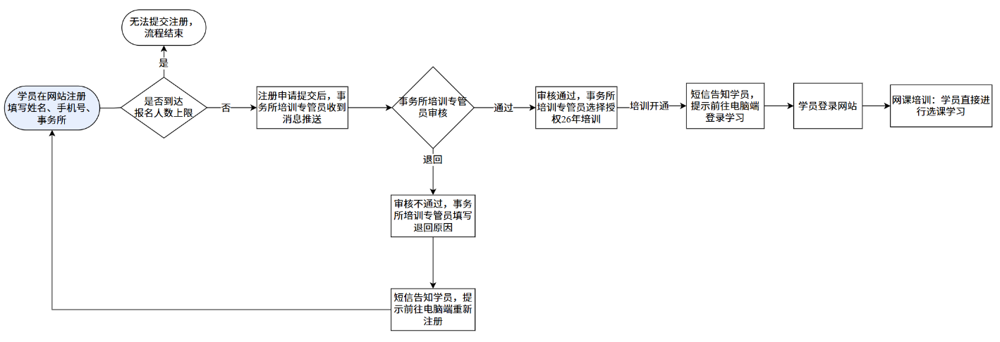 无法提交注册，
流程结束
是
学员在网站注册
填写姓名、手机号、
事务所
是否到达
报名人数上限
否
注册申请提交后，事
务所培训专管员收到
消息推送
事务所培训专管
员审核
通过
审核通过，事务所
培训专管员选择授
权26年培训
培训开通
短信告知学员，
提示前往电脑端
登录学习
学员登录网站
网课培训：学员直接进
行选课学习
退回
审核不通过，事务
所培训专管员填写
退回原因
短信告知学员，提
示前往电脑端重新
注册